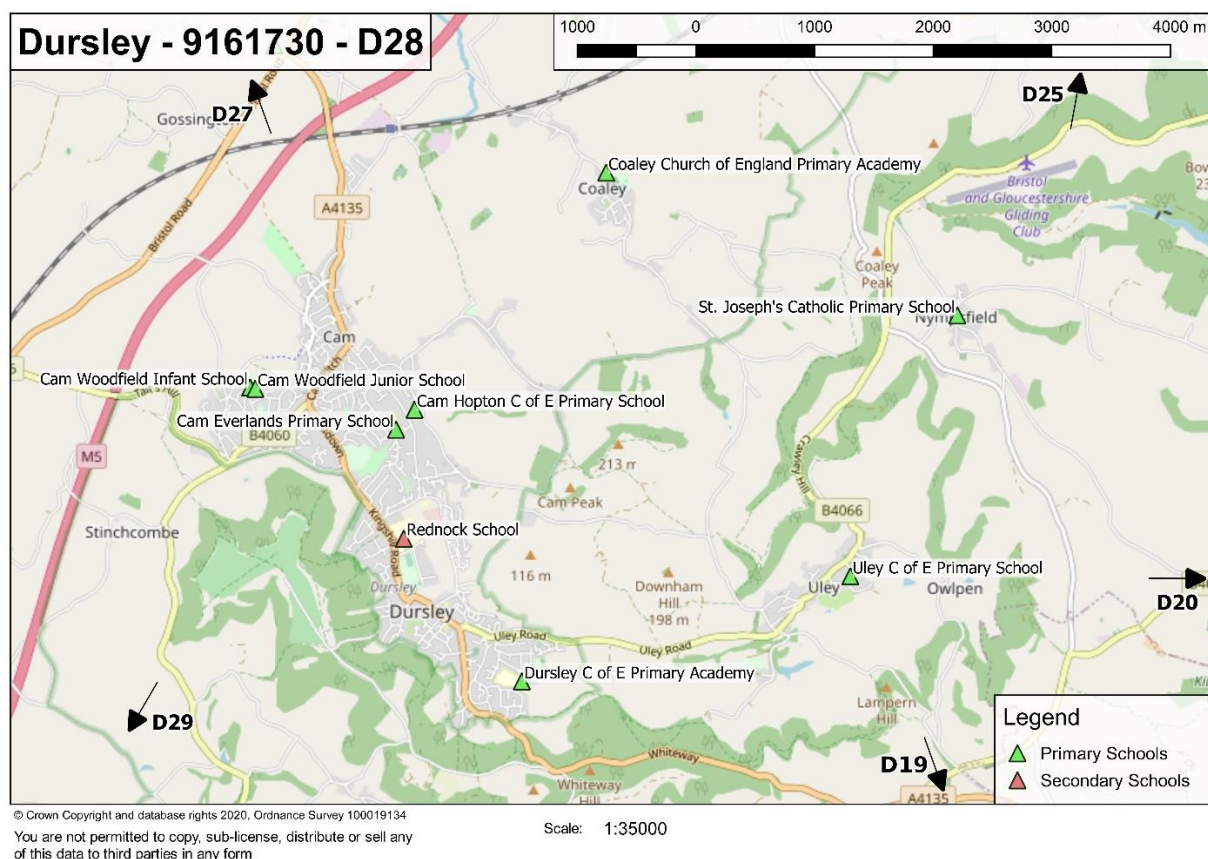 Dursley - 9161730 - D28
1000 0 1000 2000 3000 4000 m
D27
Gossington
Bristol Road
A4135
D25
Coaley Church of England Primary Academy
Coaley
Bristol
and Gloucestershire
Gliding
Club
Coaley
Peak
St. Joseph's Catholic Primary School
Bristol Road
Cam
Cam Woodfield Infant School
Cam Woodfield Junior School
Cam Hopton C of E Primary School
Cam Everlands Primary School
B4060
M5
213 m
Cam Peak
Crawley Hill
B4066
Stinchcombe
Rednock School
Kingshill Road
116 m
Dursley
Dursley
Downham
Hill
198 m
Uley C of E Primary School
Uley
Owlpen
D20
Uley Road
Uley Road
Dursley C of E Primary Academy
D29
Lampern
Hill
Whiteway
Whiteway
Hill
D19
A4135
Legend
Primary Schools
Secondary Schools
© Crown Copyright and database rights 2020, Ordnance Survey 100019134
You are not permitted to copy, sub-license, distribute or sell any
of this data to third parties in any form
Scale: 1:35000